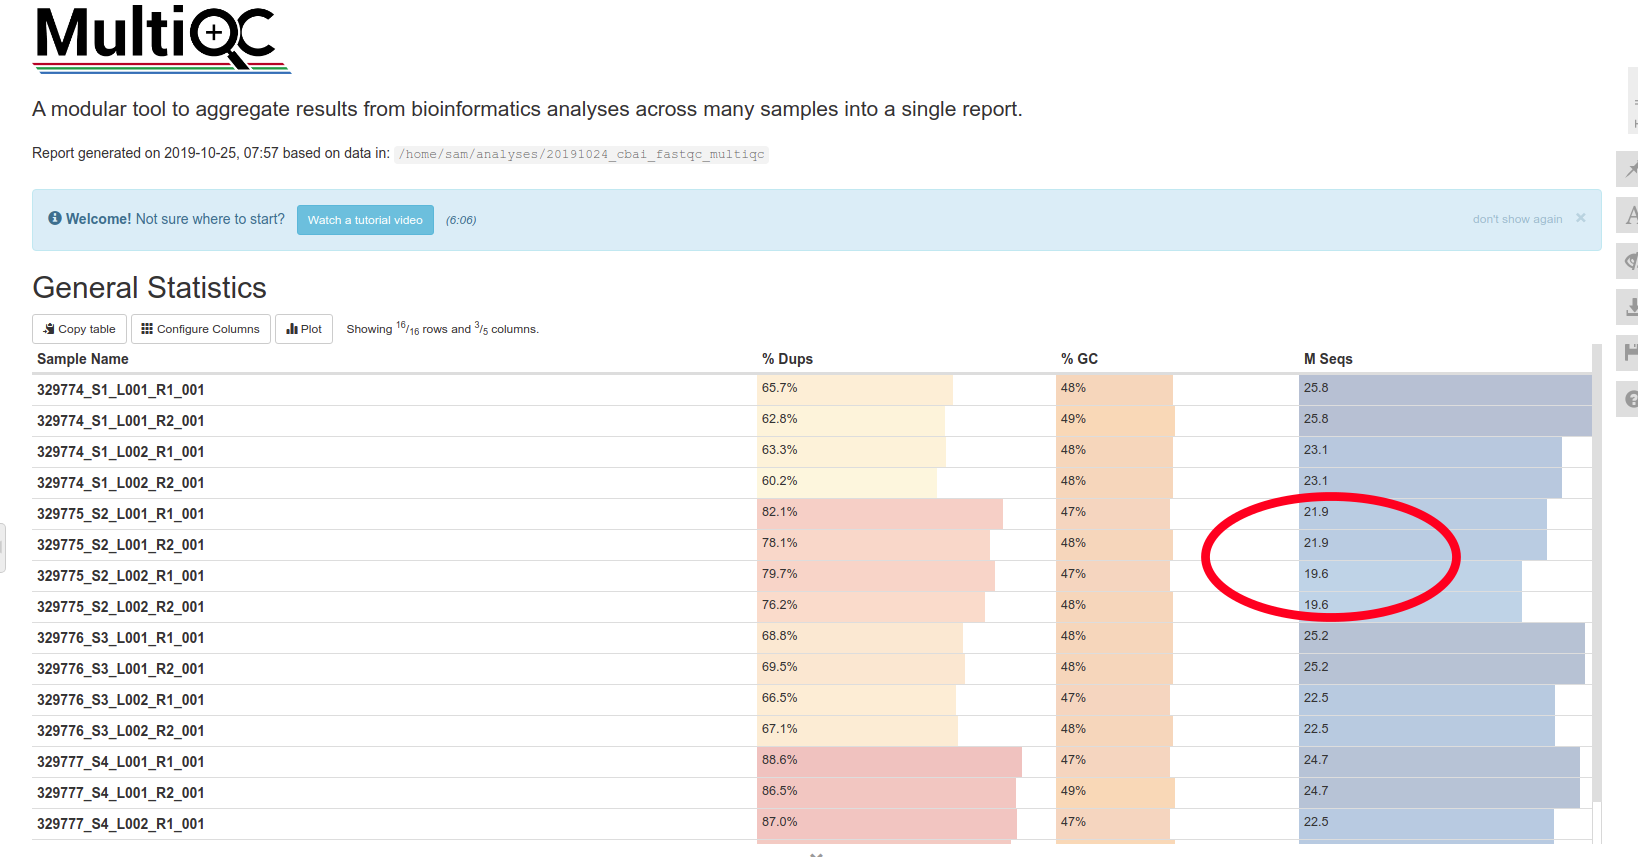 MultiQC
A modular tool to aggregate results from bioinformatics analyses across many samples into a single report.
Report generated on 2019-10-25, 07:57 based on data in: /home/sam/analyses/20191024_cbai_fastqc_multiqc
Welcome! Not sure where to start? Watch a tutorial video (6:06) don't show again ×
General Statistics
Copy table Configure Columns Plot Showing 16/16 rows and 3/5 columns.
Sample Name % Dups % GC M Seqs
329774_S1_L001_R1_001 65.7% 48% 25.8
329774_S1_L001_R2_001 62.8% 49% 25.8
329774_S1_L002_R1_001 63.3% 48% 23.1
329774_S1_L002_R2_001 60.2% 48% 23.1
329775_S2_L001_R1_001 82.1% 47% 21.9
329775_S2_L001_R2_001 78.1% 48% 21.9
329775_S2_L002_R1_001 79.7% 47% 19.6
329775_S2_L002_R2_001 76.2% 48% 19.6
329776_S3_L001_R1_001 68.8% 48% 25.2
329776_S3_L001_R2_001 69.5% 48% 25.2
329776_S3_L002_R1_001 66.5% 47% 22.5
329776_S3_L002_R2_001 67.1% 48% 22.5
329777_S4_L001_R1_001 88.6% 47% 24.7
329777_S4_L001_R2_001 86.5% 49% 24.7
329777_S4_L002_R1_001 87.0% 47% 22.5